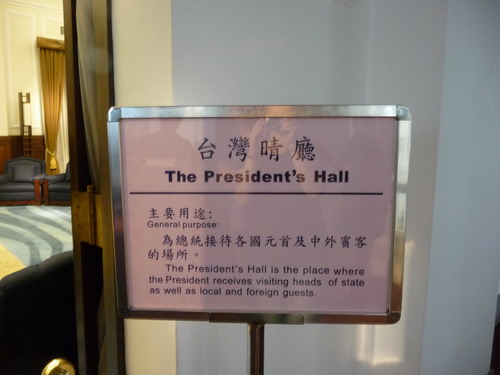 台灣晴廳
The President's Hall
主要用途:
General purpose:
為總統接待各國元首及中外賓客
的場所。
The President's Hall is the place where
the President receives visiting heads of state
as well as local and foreign guests.